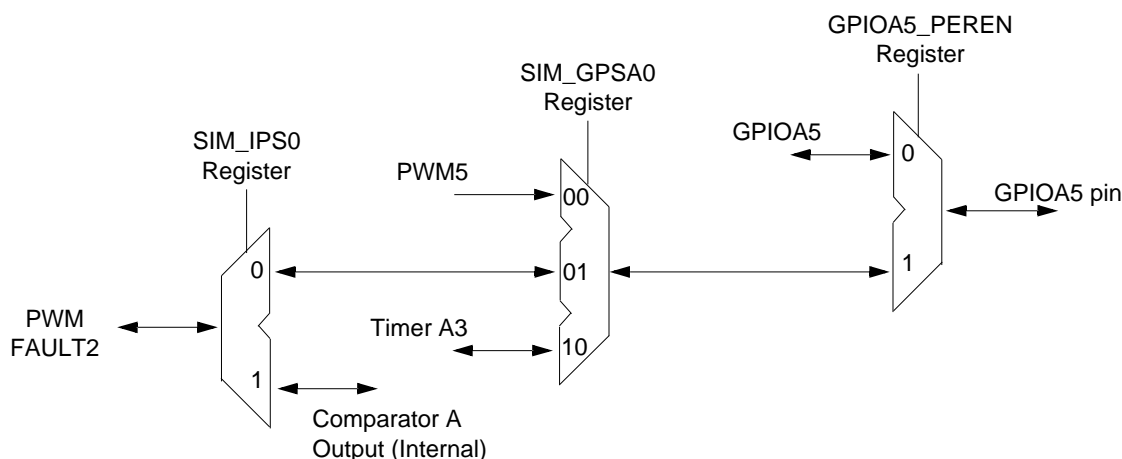 GPIOA5_PEREN
Register
SIM_GPSA0
Register
SIM_IPS0
Register
GPIOA5
0
PWM5
00
GPIOA5 pin
0
01
1
PWM
FAULT2
Timer A3
10
1
Comparator A
Output (Internal)